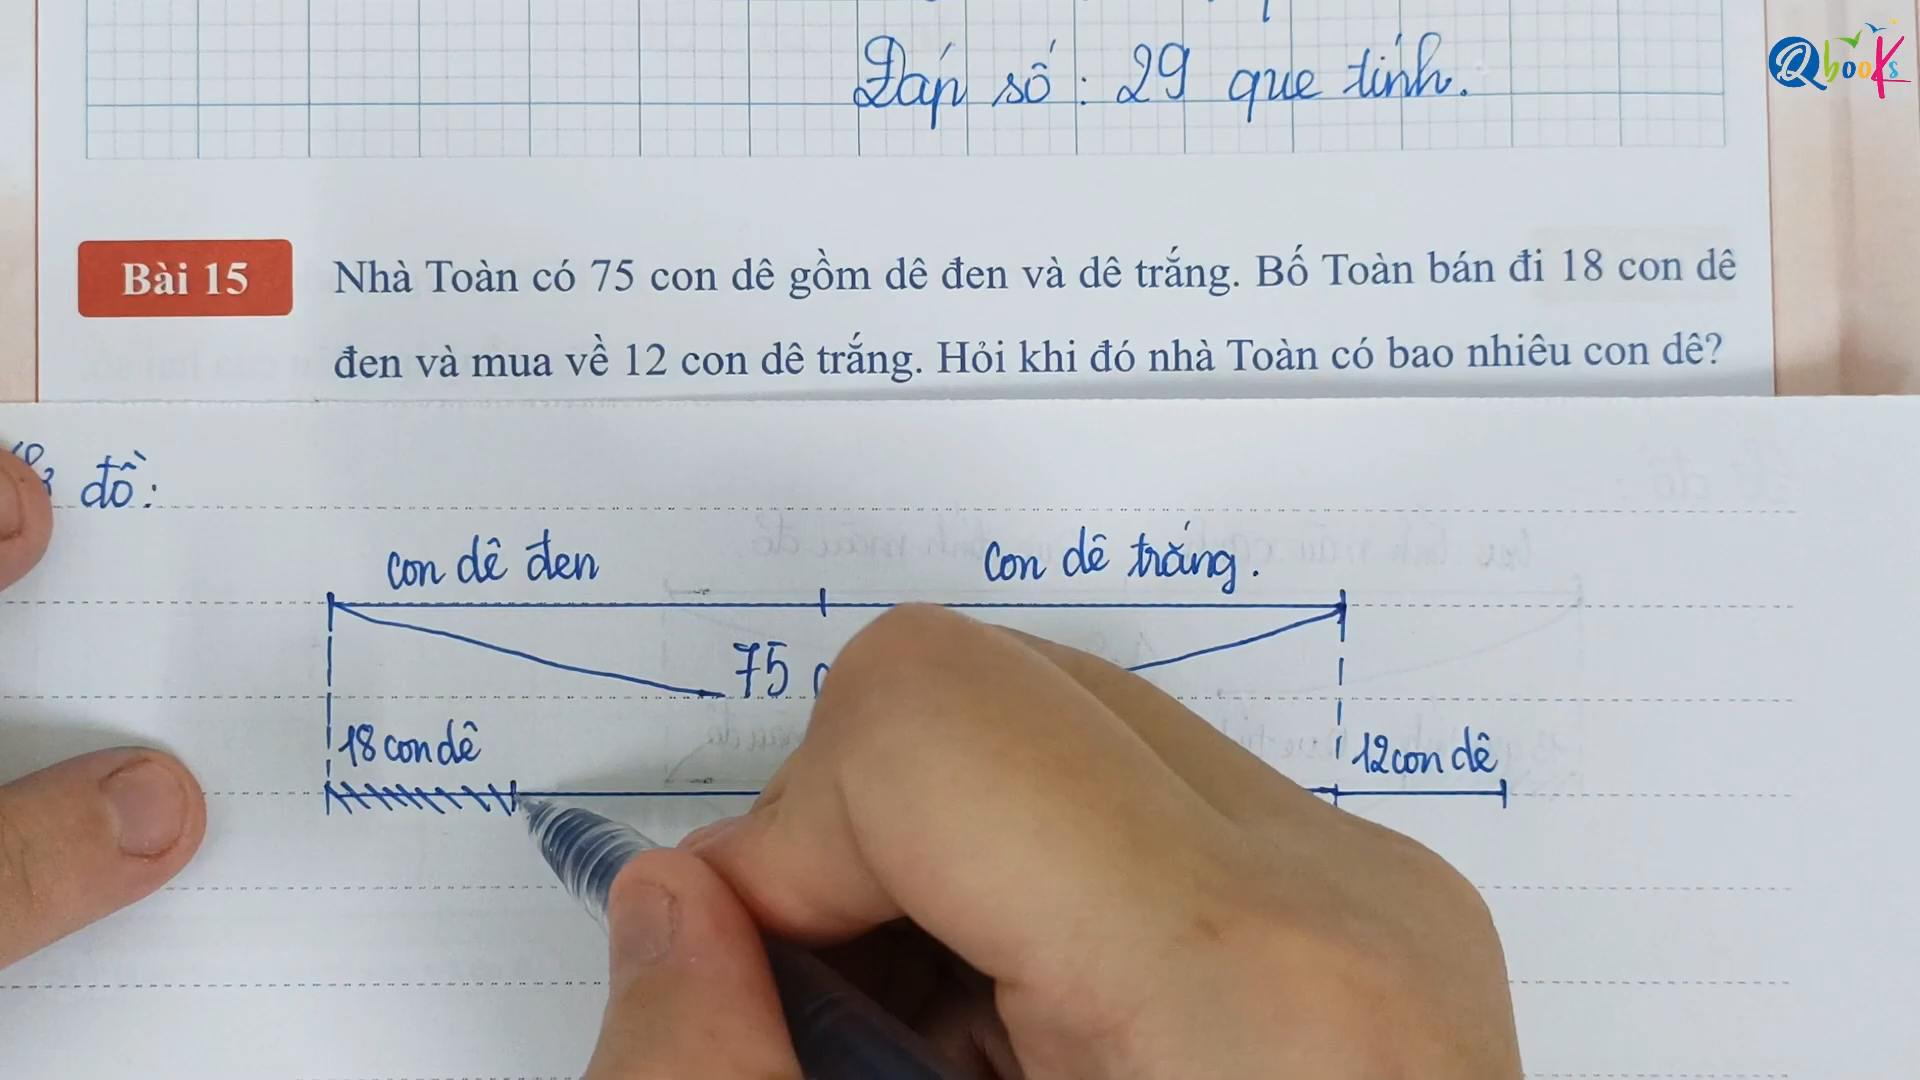 Qbooks
Đáp số : 29 que tính.
Bài 15
Nhà Toàn có 75 con dê gồm dê đen và dê trắng. Bố Toàn bán đi 18 con dê
đen và mua về 12 con dê trắng. Hỏi khi đó nhà Toàn có bao nhiêu con dê?
đồ:
con dê đen con dê trắng.
75
18 con dê 12 con dê